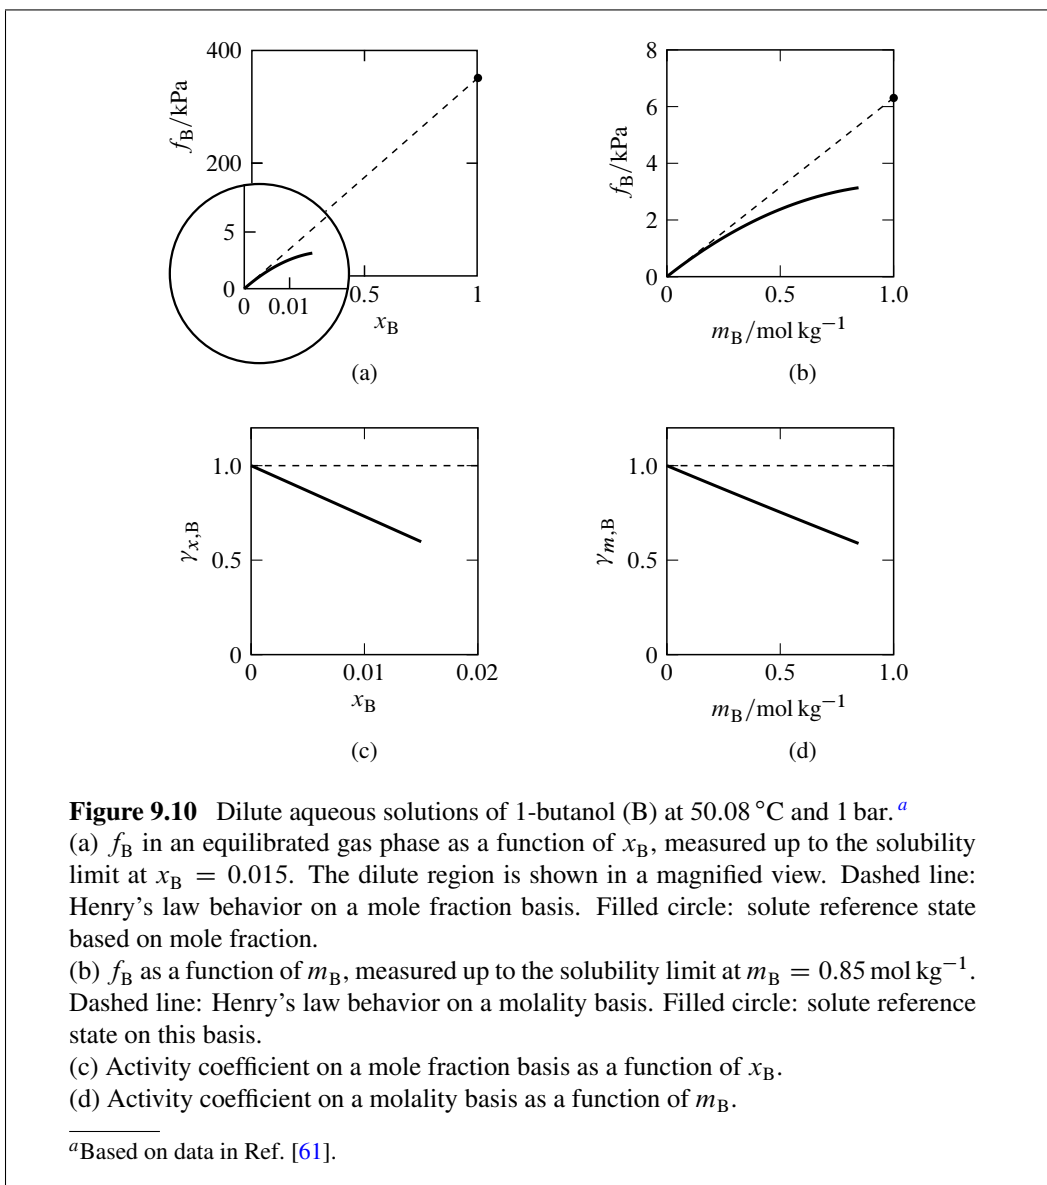 400
200
f_B/kPa
5
0
0 0.01
0.5 1
x_B
(a)
8
6
4
2
0
f_B/kPa
0 0.5 1.0
m_B/mol kg⁻¹
(b)
1.0
0.5
0
γ_x,B
0 0.01 0.02
x_B
(c)
1.0
0.5
0
γ_m,B
0 0.5 1.0
m_B/mol kg⁻¹
(d)
Figure 9.10 Dilute aqueous solutions of 1-butanol (B) at 50.08 °C and 1 bar. ᵃ
(a) f_B in an equilibrated gas phase as a function of x_B, measured up to the solubility
limit at x_B = 0.015. The dilute region is shown in a magnified view. Dashed line:
Henry's law behavior on a mole fraction basis. Filled circle: solute reference state
based on mole fraction.
(b) f_B as a function of m_B, measured up to the solubility limit at m_B = 0.85 mol kg⁻¹.
Dashed line: Henry's law behavior on a molality basis. Filled circle: solute reference
state on this basis.
(c) Activity coefficient on a mole fraction basis as a function of x_B.
(d) Activity coefficient on a molality basis as a function of m_B.
ᵃBased on data in Ref. [61].